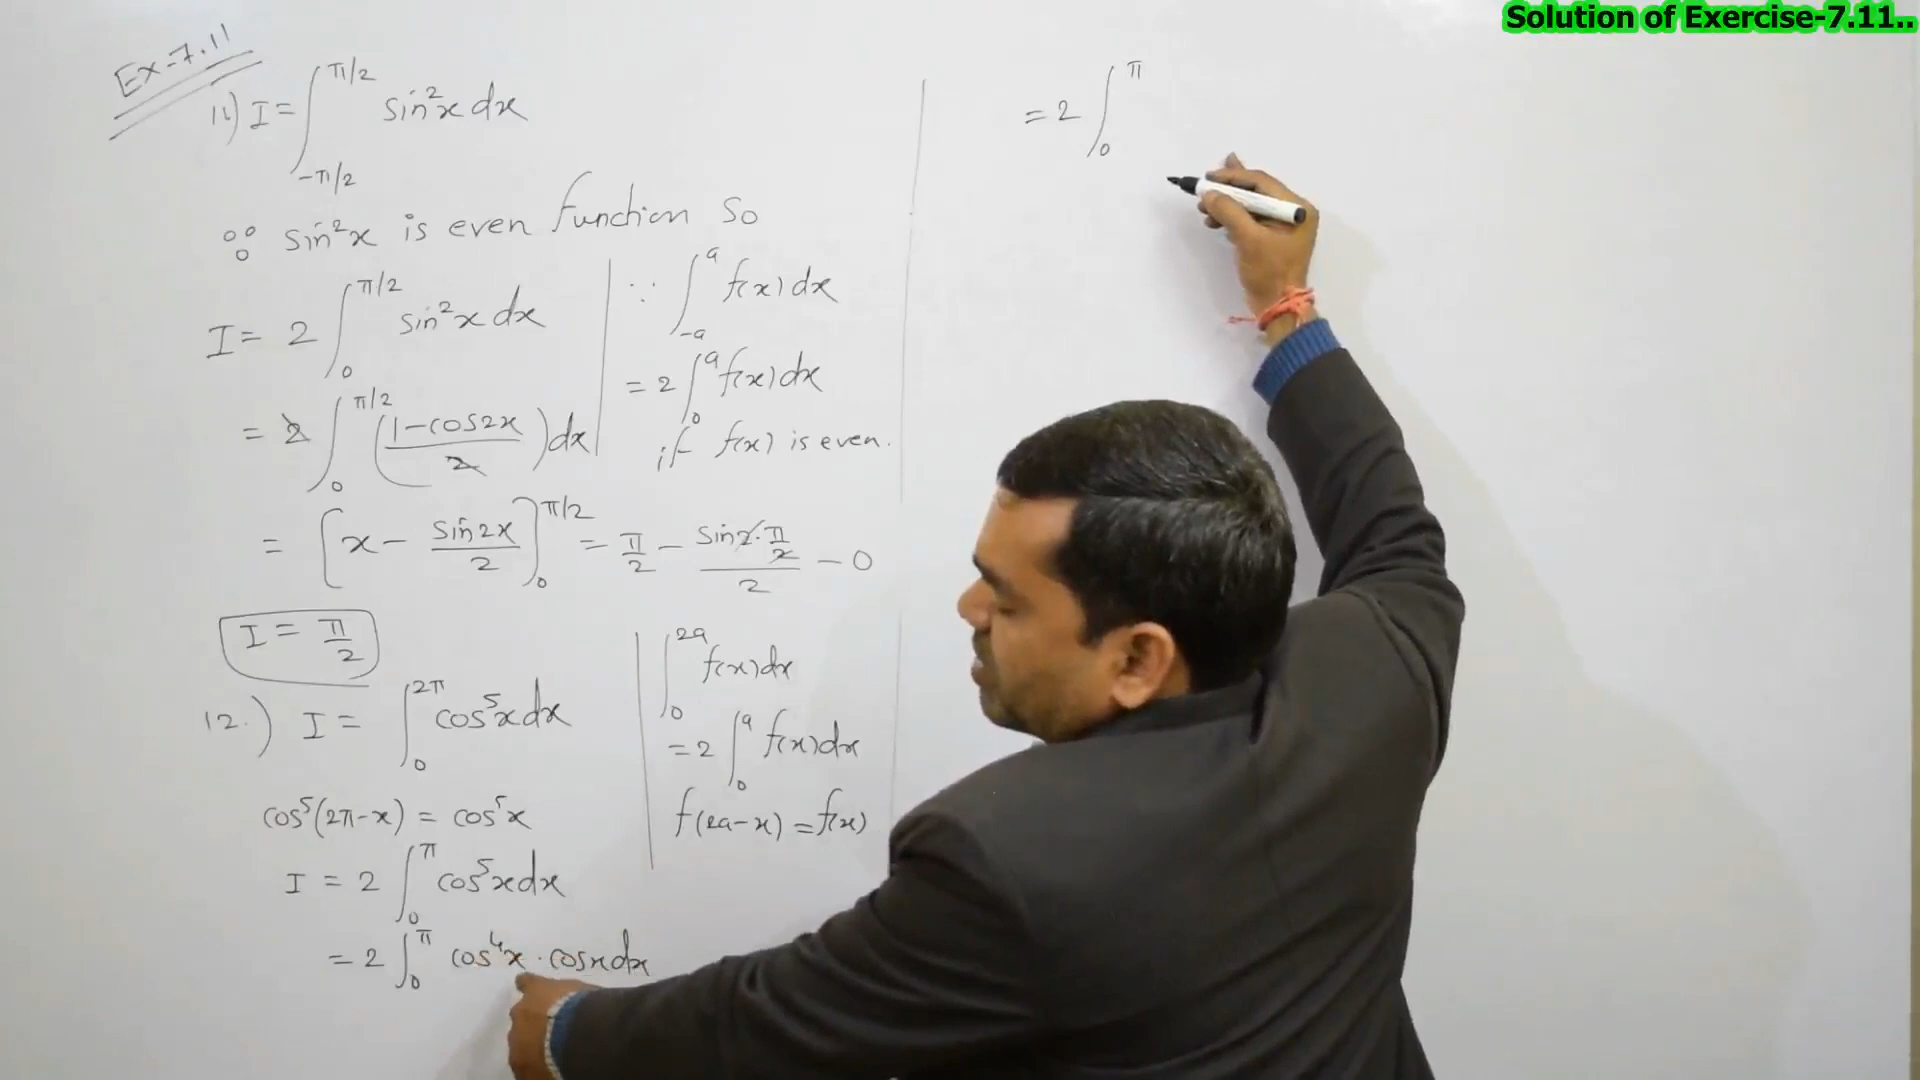 Solution of Exercise-7.11..
Ex-7.11
11) I = ∫_{-π/2}^{π/2} sin²x dx
∵ sin²x is even function So
I = 2 ∫_0^{π/2} sin²x dx
= 2 ∫_0^{π/2} (1-cos2x / 2) dx
∵ ∫_{-a}^{a} f(x) dx
= 2 ∫_0^a f(x) dx
if f(x) is even.
= [x - sin2x/2]_0^{π/2} = π/2 - (sin2·π/2)/2 - 0
I = π/2
12.) I = ∫_0^{2π} cos⁵x dx
cos⁵(2π-x) = cos⁵x
I = 2 ∫_0^π cos⁵x dx
= 2 ∫_0^π cos⁴x · cosx dx
∫_0^{2a} f(x) dx
= 2 ∫_0^a f(x) dx
f(2a-x) = f(x)
= 2 ∫_0^π